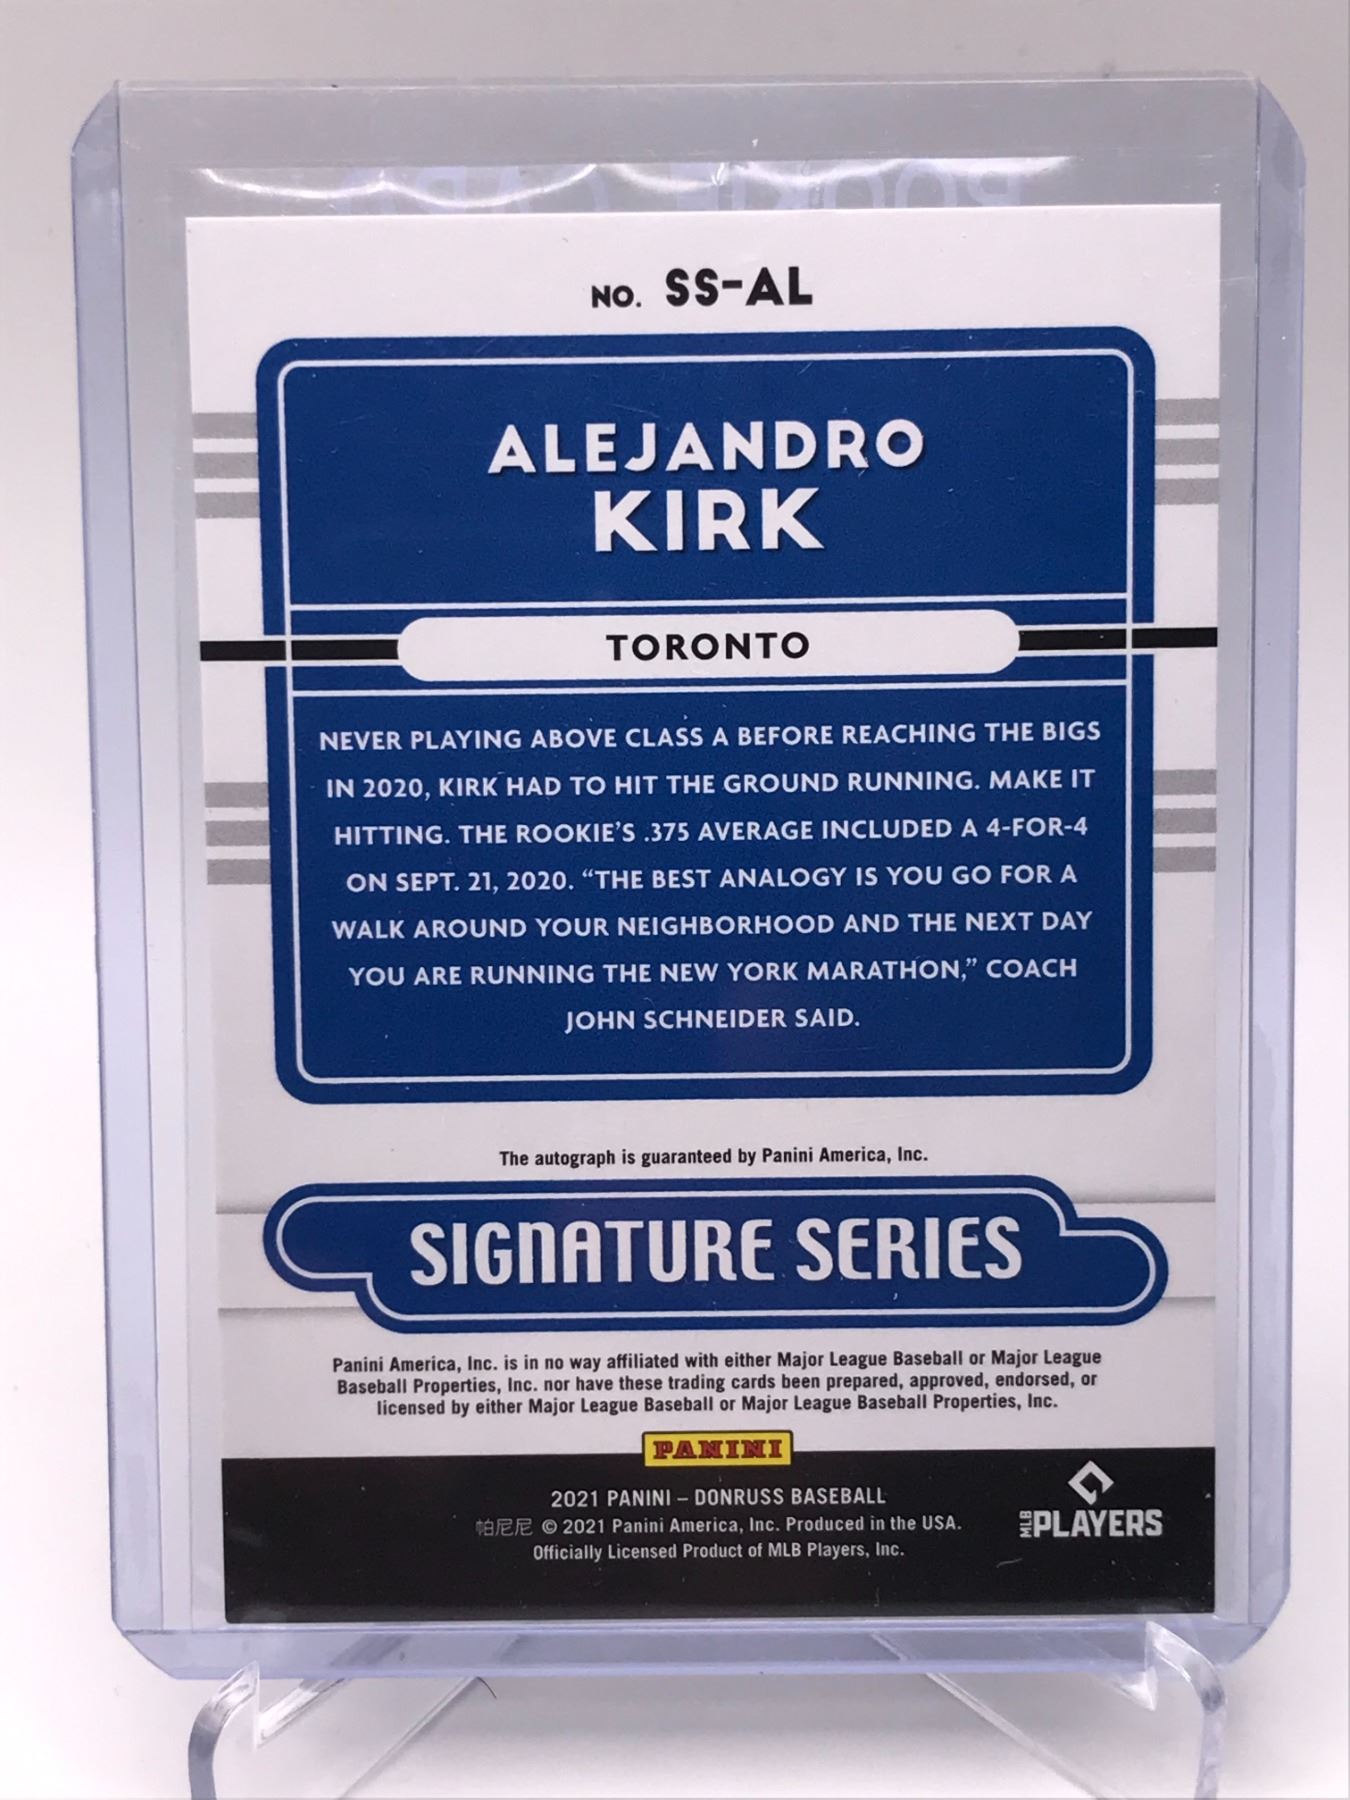 ROOKIE CARD
NO. SS-AL
ALEJANDRO
KIRK
TORONTO
NEVER PLAYING ABOVE CLASS A BEFORE REACHING THE BIGS
IN 2020, KIRK HAD TO HIT THE GROUND RUNNING. MAKE IT
HITTING. THE ROOKIE'S .375 AVERAGE INCLUDED A 4-FOR-4
ON SEPT. 21, 2020. “THE BEST ANALOGY IS YOU GO FOR A
WALK AROUND YOUR NEIGHBORHOOD AND THE NEXT DAY
YOU ARE RUNNING THE NEW YORK MARATHON,” COACH
JOHN SCHNEIDER SAID.
The autograph is guaranteed by Panini America, Inc.
SIGNATURE SERIES
Panini America, Inc. is in no way affiliated with either Major League Baseball or Major League
Baseball Properties, Inc. nor have these trading cards been prepared, approved, endorsed, or
licensed by either Major League Baseball or Major League Baseball Properties, Inc.
PANINI
2021 PANINI – DONRUSS BASEBALL
帕尼尼 © 2021 Panini America, Inc. Produced in the USA.
Officially Licensed Product of MLB Players, Inc.
MLB PLAYERS